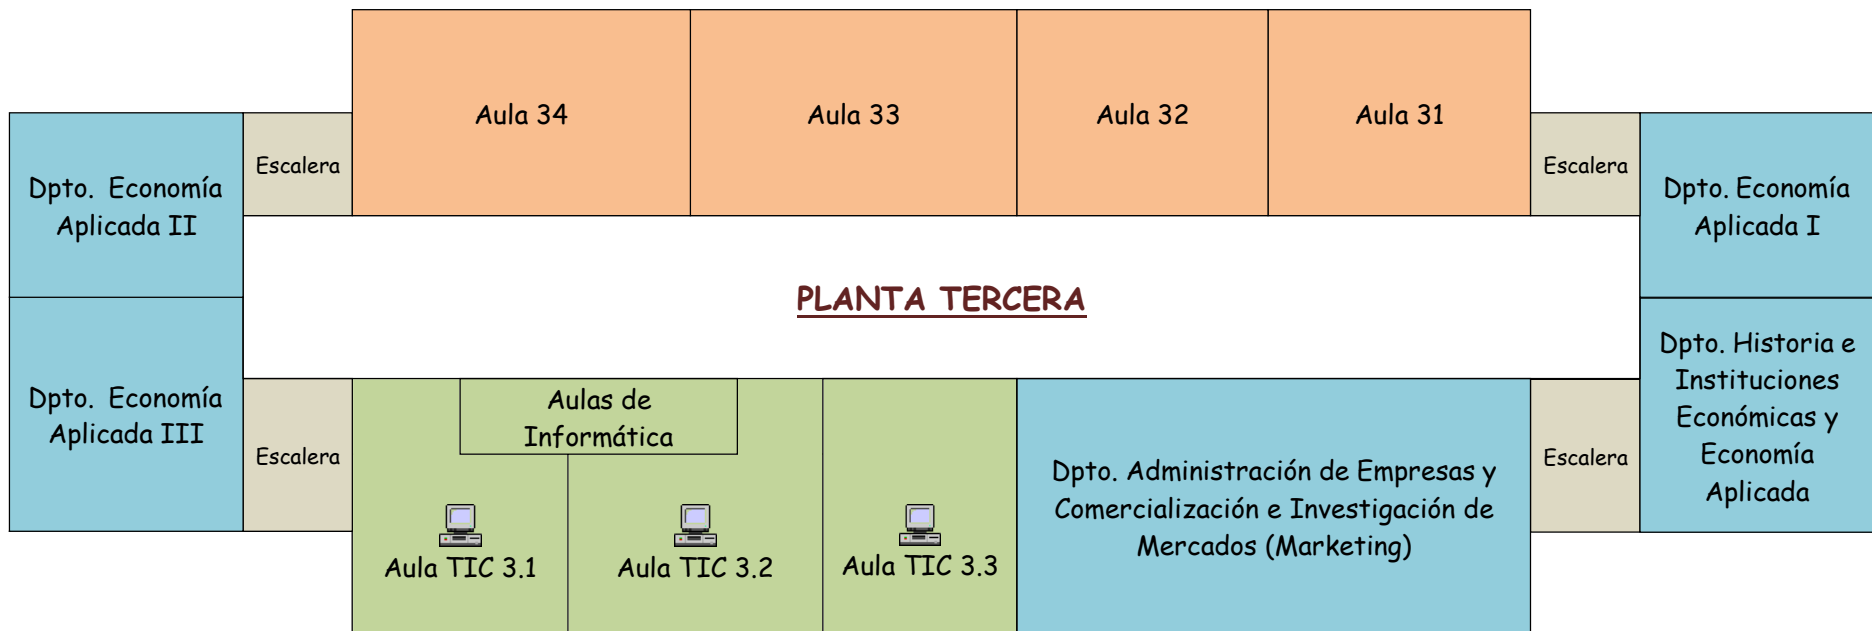 Aula 34
Aula 33
Aula 32
Aula 31
Escalera
Escalera
Dpto. Economía
Aplicada II
Dpto. Economía
Aplicada I
PLANTA TERCERA
Dpto. Economía
Aplicada III
Dpto. Historia e
Instituciones
Económicas y
Economía
Aplicada
Escalera
Aulas de
Informática
Aula TIC 3.1
Aula TIC 3.2
Aula TIC 3.3
Dpto. Administración de Empresas y
Comercialización e Investigación de
Mercados (Marketing)
Escalera